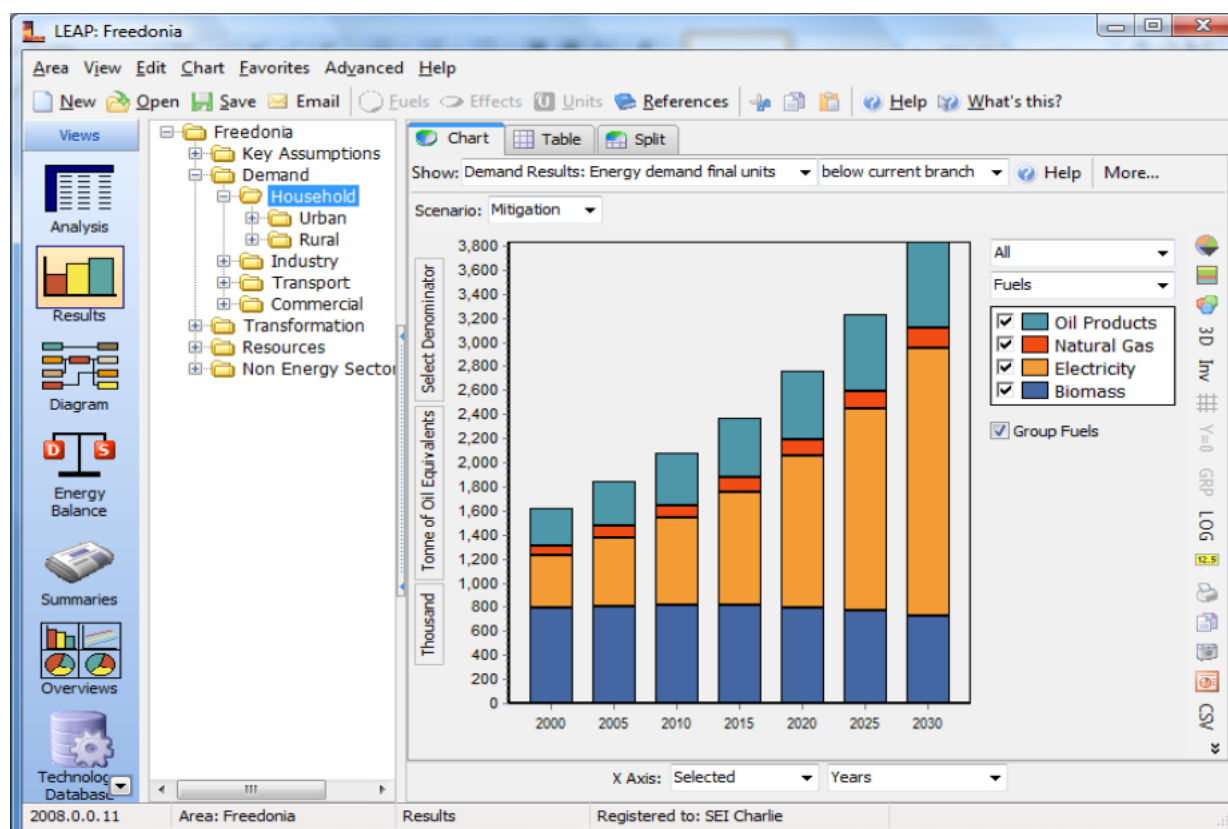 LEAP: Freedonia
Area View Edit Chart Favorites Advanced Help
New Open Save Email Fuels Effects Units References Help What's this?
Views
Analysis
Results
Diagram
D S
Energy
Balance
Summaries
Overviews
Technolog
Database
Freedonia
Key Assumptions
Demand
Household
Urban
Rural
Industry
Transport
Commercial
Transformation
Resources
Non Energy Sector
Chart Table Split
Show: Demand Results: Energy demand final units below current branch Help More...
Scenario: Mitigation
Select Denominator
Tonne of Oil Equivalents
Thousand
3,800
3,600
3,400
3,200
3,000
2,800
2,600
2,400
2,200
2,000
1,800
1,600
1,400
1,200
1,000
800
600
400
200
0
2000 2005 2010 2015 2020 2025 2030
All
Fuels
Oil Products
Natural Gas
Electricity
Biomass
Group Fuels
3D
Inv
Y=0
GRP
LOG
12.5
CSV
X Axis: Selected Years
2008.0.0.11 Area: Freedonia Results Registered to: SEI Charlie